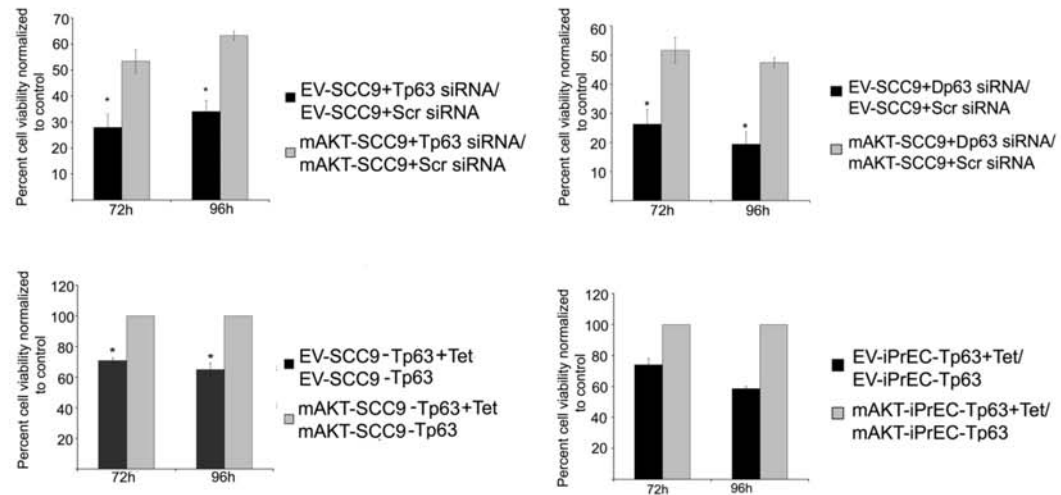 Percent cell viability normalized
to control
70
60
50
40
30
20
10
*
*
72h
96h
EV-SCC9+Tp63 siRNA/
EV-SCC9+Scr siRNA
mAKT-SCC9+Tp63 siRNA/
mAKT-SCC9+Scr siRNA
Percent cell viability normalized
to control
60
50
40
30
20
10
*
*
72h
96h
EV-SCC9+Dp63 siRNA/
EV-SCC9+Scr siRNA
mAKT-SCC9+Dp63 siRNA/
mAKT-SCC9+Scr siRNA
Percent cell viability normalized
to control
120
100
80
60
40
20
*
*
72h
96h
EV-SCC9-Tp63+Tet
EV-SCC9-Tp63
mAKT-SCC9-Tp63+Tet
mAKT-SCC9-Tp63
Percent cell viability normalized
to control
120
100
80
60
40
20
72h
96h
EV-iPrEC-Tp63+Tet/
EV-iPrEC-Tp63
mAKT-iPrEC-Tp63+Tet/
mAKT-iPrEC-Tp63